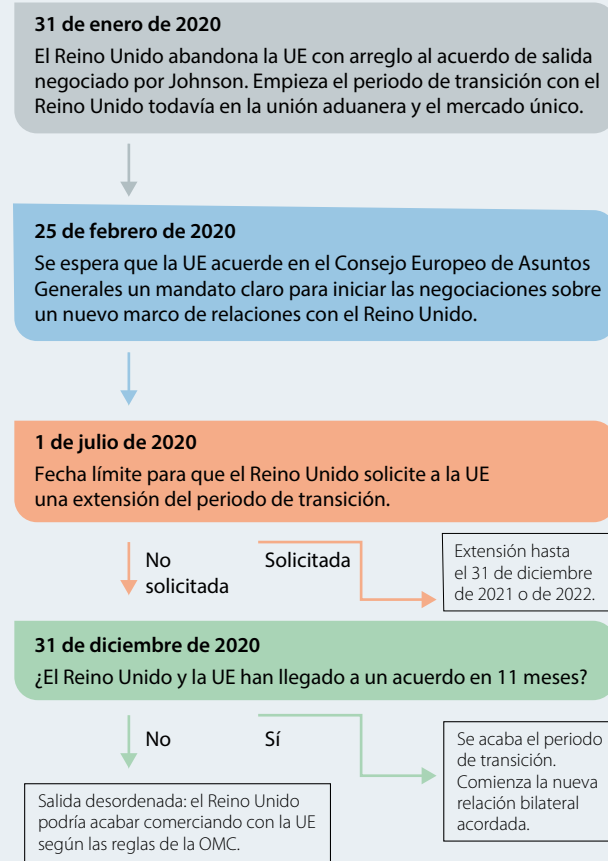 31 de enero de 2020
El Reino Unido abandona la UE con arreglo al acuerdo de salida
negociado por Johnson. Empieza el periodo de transición con el
Reino Unido todavía en la unión aduanera y el mercado único.
25 de febrero de 2020
Se espera que la UE acuerde en el Consejo Europeo de Asuntos
Generales un mandato claro para iniciar las negociaciones sobre
un nuevo marco de relaciones con el Reino Unido.
1 de julio de 2020
Fecha límite para que el Reino Unido solicite a la UE
una extensión del periodo de transición.
No
solicitada
Solicitada
Extensión hasta
el 31 de diciembre
de 2021 o de 2022.
31 de diciembre de 2020
¿El Reino Unido y la UE han llegado a un acuerdo en 11 meses?
No
Sí
Se acaba el periodo
de transición.
Comienza la nueva
relación bilateral
acordada.
Salida desordenada: el Reino Unido
podría acabar comerciando con la UE
según las reglas de la OMC.